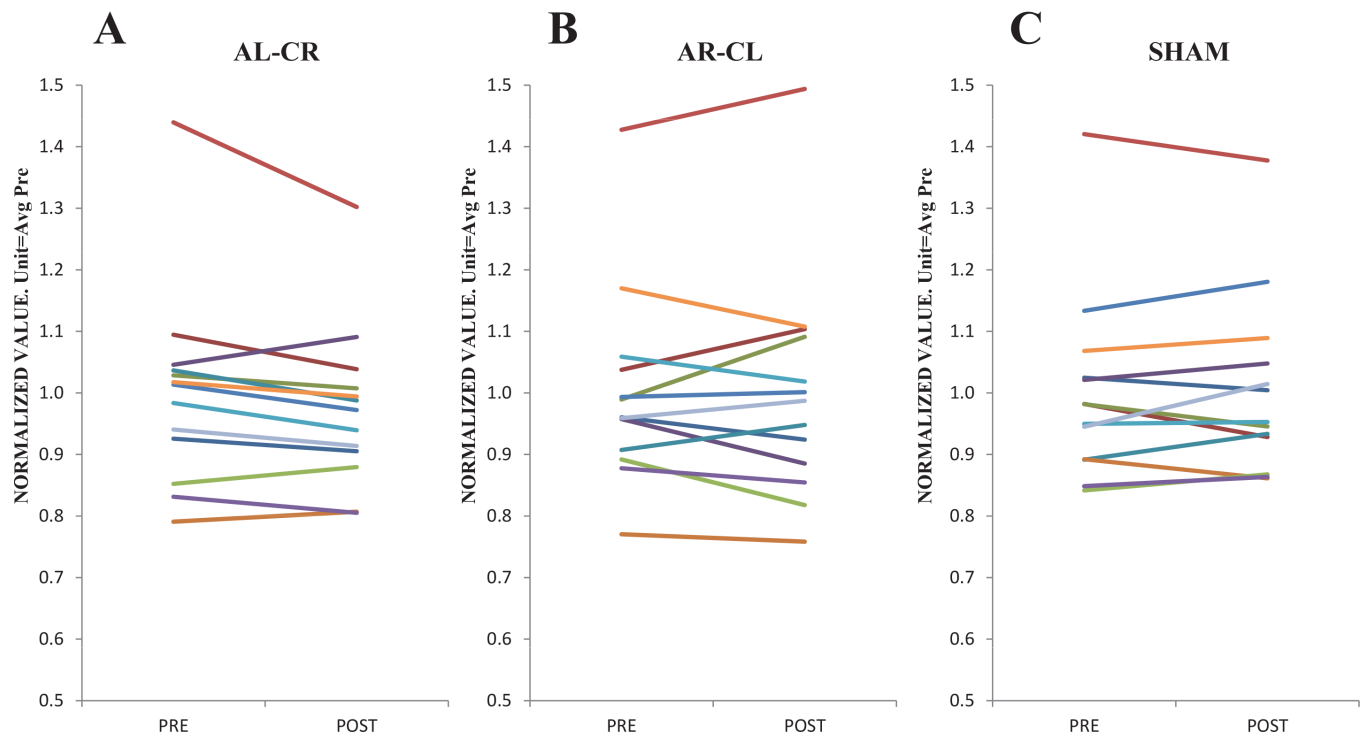 A
AL-CR
NORMALIZED VALUE. Unit=Avg Pre
1.5
1.4
1.3
1.2
1.1
1.0
0.9
0.8
0.7
0.6
0.5
PRE POST
B
AR-CL
NORMALIZED VALUE. Unit=Avg Pre
1.5
1.4
1.3
1.2
1.1
1.0
0.9
0.8
0.7
0.6
0.5
PRE POST
C
SHAM
NORMALIZED VALUE. Unit=Avg Pre
1.5
1.4
1.3
1.2
1.1
1.0
0.9
0.8
0.7
0.6
0.5
PRE POST